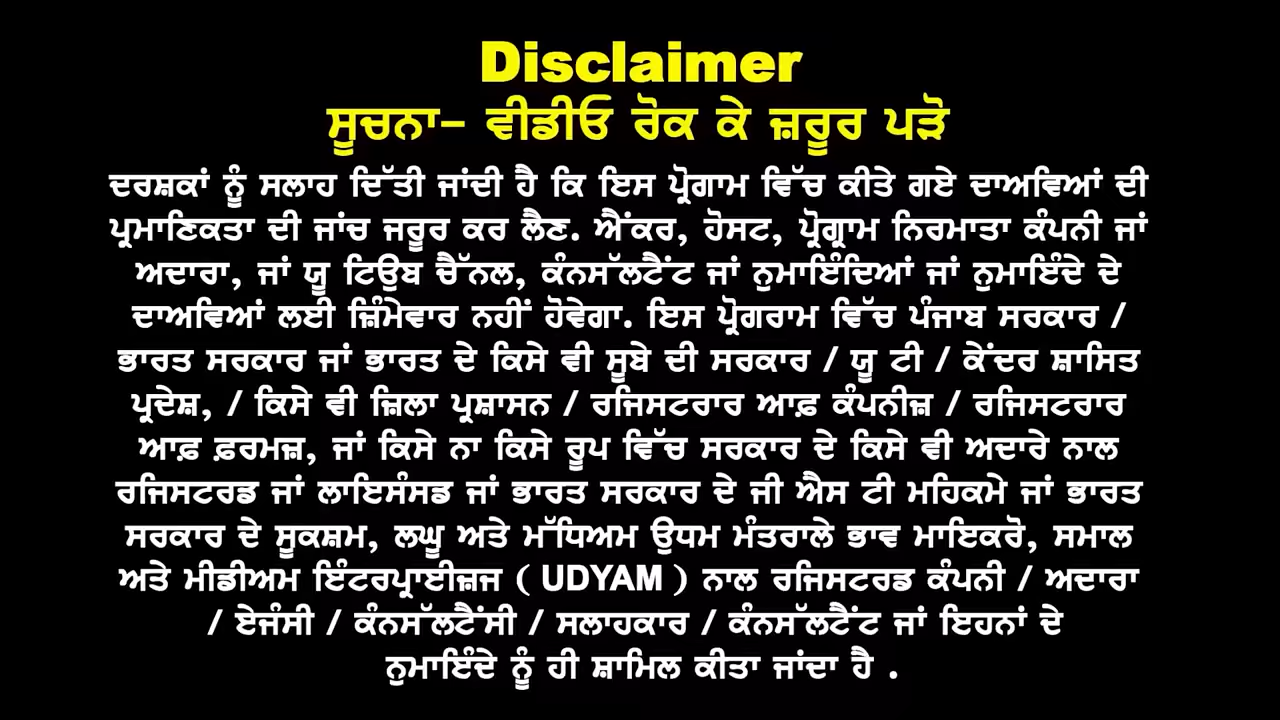 Disclaimer
ਸੂਚਨਾ- ਵੀਡੀਓ ਰੋਕ ਕੇ ਜ਼ਰੂਰ ਪੜੋ
ਦਰਸ਼ਕਾਂ ਨੂੰ ਸਲਾਹ ਦਿੱਤੀ ਜਾਂਦੀ ਹੈ ਕਿ ਇਸ ਪ੍ਰੋਗਾਮ ਵਿੱਚ ਕੀਤੇ ਗਏ ਦਾਅਵਿਆਂ ਦੀ
ਪ੍ਰਮਾਣਿਕਤਾ ਦੀ ਜਾਂਚ ਜਰੂਰ ਕਰ ਲੈਣ. ਐਂਕਰ, ਹੋਸਟ, ਪ੍ਰੋਗ੍ਰਾਮ ਨਿਰਮਾਤਾ ਕੰਪਨੀ ਜਾਂ
ਅਦਾਰਾ, ਜਾਂ ਯੂ ਟਿਉਬ ਚੈੱਨਲ, ਕੰਨਸੱਲਟੈਂਟ ਜਾਂ ਨੁਮਾਇੰਦਿਆਂ ਜਾਂ ਨੁਮਾਇੰਦੇ ਦੇ
ਦਾਅਵਿਆਂ ਲਈ ਜ਼ਿੰਮੇਵਾਰ ਨਹੀਂ ਹੋਵੇਗਾ. ਇਸ ਪ੍ਰੋਗਰਾਮ ਵਿੱਚ ਪੰਜਾਬ ਸਰਕਾਰ /
ਭਾਰਤ ਸਰਕਾਰ ਜਾਂ ਭਾਰਤ ਦੇ ਕਿਸੇ ਵੀ ਸੂਬੇ ਦੀ ਸਰਕਾਰ / ਯੂ ਟੀ / ਕੇਂਦਰ ਸ਼ਾਸਿਤ
ਪ੍ਰਦੇਸ਼, / ਕਿਸੇ ਵੀ ਜ਼ਿਲਾ ਪ੍ਰਸ਼ਾਸਨ / ਰਜਿਸਟਰਾਰ ਆਫ਼ ਕੰਪਨੀਜ਼ / ਰਜਿਸਟਰਾਰ
ਆਫ਼ ਫ਼ਰਮਜ਼, ਜਾਂ ਕਿਸੇ ਨਾ ਕਿਸੇ ਰੂਪ ਵਿੱਚ ਸਰਕਾਰ ਦੇ ਕਿਸੇ ਵੀ ਅਦਾਰੇ ਨਾਲ
ਰਜਿਸਟਰਡ ਜਾਂ ਲਾਇਸੰਸਡ ਜਾਂ ਭਾਰਤ ਸਰਕਾਰ ਦੇ ਜੀ ਐਸ ਟੀ ਮਹਿਕਮੇ ਜਾਂ ਭਾਰਤ
ਸਰਕਾਰ ਦੇ ਸੂਕਸ਼ਮ, ਲਘੂ ਅਤੇ ਮੱਧਿਅਮ ਉਧਮ ਮੰਤਰਾਲੇ ਭਾਵ ਮਾਇਕਰੋ, ਸਮਾਲ
ਅਤੇ ਮੀਡੀਅਮ ਇੰਟਰਪ੍ਰਾਈਜ਼ਜ ( UDYAM ) ਨਾਲ ਰਜਿਸਟਰਡ ਕੰਪਨੀ / ਅਦਾਰਾ
/ ਏਜੰਸੀ / ਕੰਨਸੱਲਟੈਂਸੀ / ਸਲਾਹਕਾਰ / ਕੰਨਸੱਲਟੈਂਟ ਜਾਂ ਇਹਨਾਂ ਦੇ
ਨੁਮਾਇੰਦੇ ਨੂੰ ਹੀ ਸ਼ਾਮਿਲ ਕੀਤਾ ਜਾਂਦਾ ਹੈ .